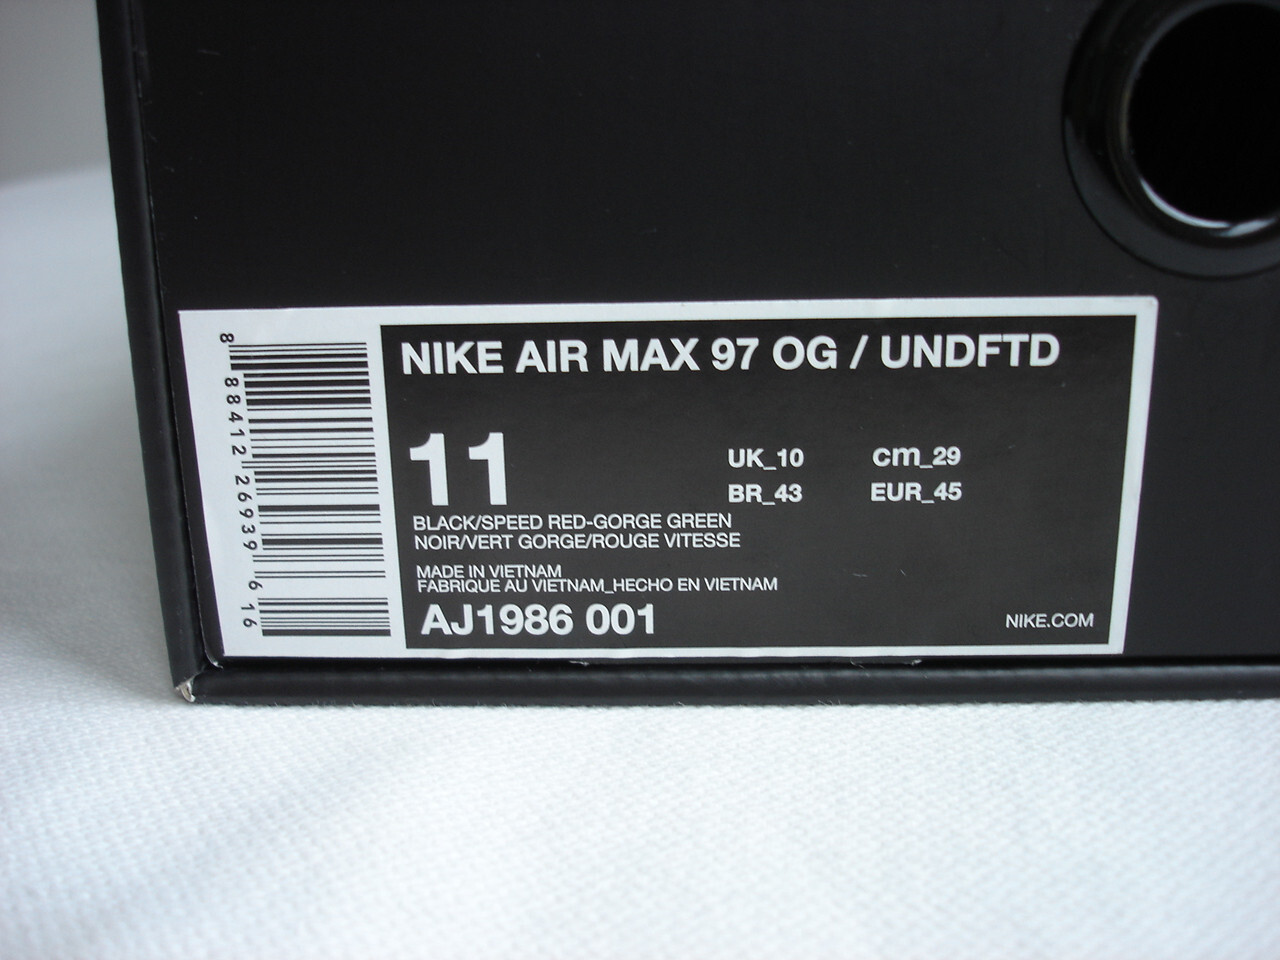 NIKE AIR MAX 97 OG / UNDFTD
11
UK_10 cm_29
BR_43 EUR_45
BLACK/SPEED RED-GORGE GREEN
NOIR/VERT GORGE/ROUGE VITESSE
MADE IN VIETNAM
FABRIQUE AU VIETNAM_HECHO EN VIETNAM
AJ1986 001
NIKE.COM
8 88412 26939 6 16